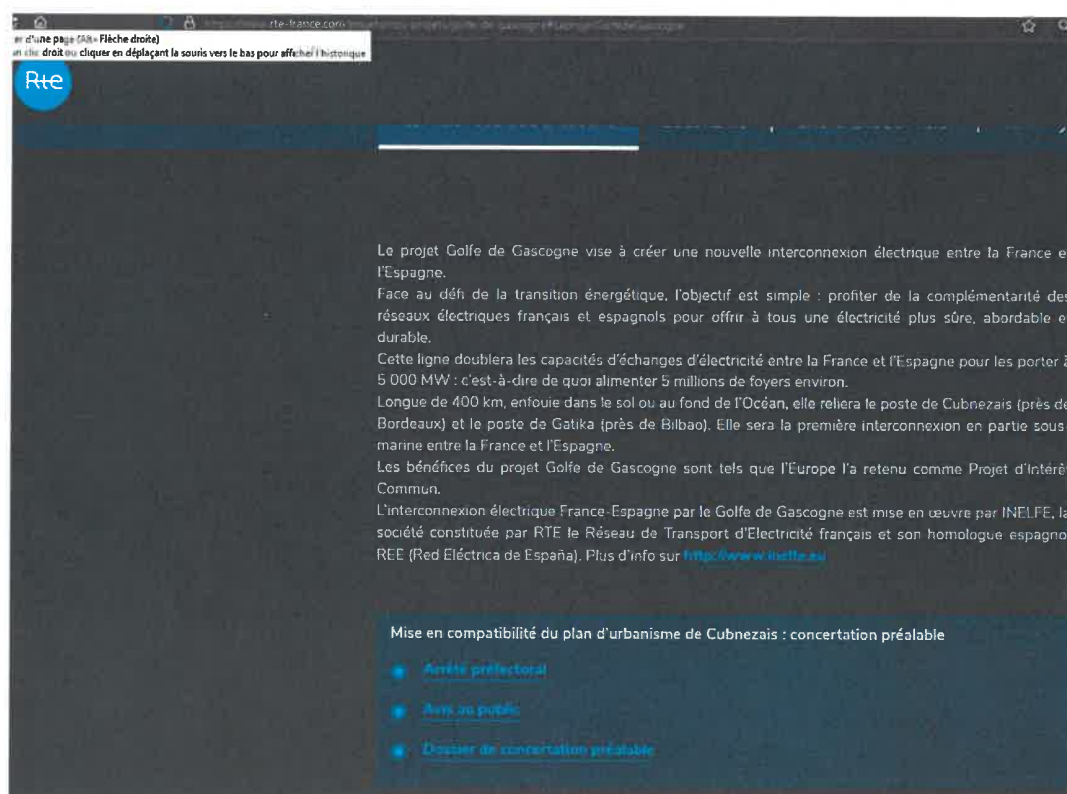 rte-france.com
er d'une page (Alt+ Flèche droite)
un clic droit ou cliquer en déplaçant la souris vers le bas pour afficher l'historique
Rte
Le projet Golfe de Gascogne vise à créer une nouvelle interconnexion électrique entre la France e
l'Espagne.
Face au défi de la transition énergétique, l'objectif est simple : profiter de la complémentarité des
réseaux électriques français et espagnols pour offrir à tous une électricité plus sûre, abordable e
durable.
Cette ligne doublera les capacités d'échanges d'électricité entre la France et l'Espagne pour les porter à
5 000 MW : c'est-à-dire de quoi alimenter 5 millions de foyers environ.
Longue de 400 km, enfouie dans le sol ou au fond de l'Océan, elle reliera le poste de Cubnezais (près de
Bordeaux) et le poste de Gatika (près de Bilbao). Elle sera la première interconnexion en partie sous-
marine entre la France et l'Espagne.
Les bénéfices du projet Golfe de Gascogne sont tels que l'Europe l'a retenu comme Projet d'Intérêt
Commun.
L'interconnexion électrique France-Espagne par le Golfe de Gascogne est mise en œuvre par INELFE, la
société constituée par RTE le Réseau de Transport d'Electricité français et son homologue espagno
REE (Red Eléctrica de España). Plus d'info sur http://www.inelfe.eu
Mise en compatibilité du plan d'urbanisme de Cubnezais : concertation préalable
Arrêté préfectoral
Avis au public
Dossier de concertation préalable